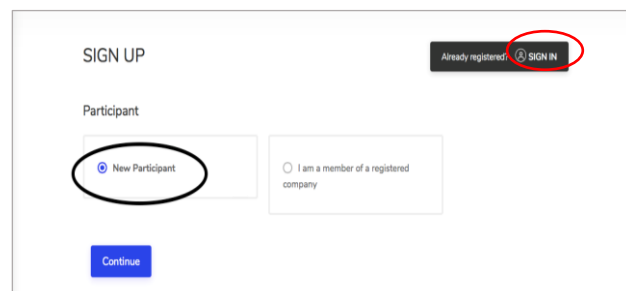 SIGN UP
Already registered? SIGN IN
Participant
New Participant
I am a member of a registered
company
Continue